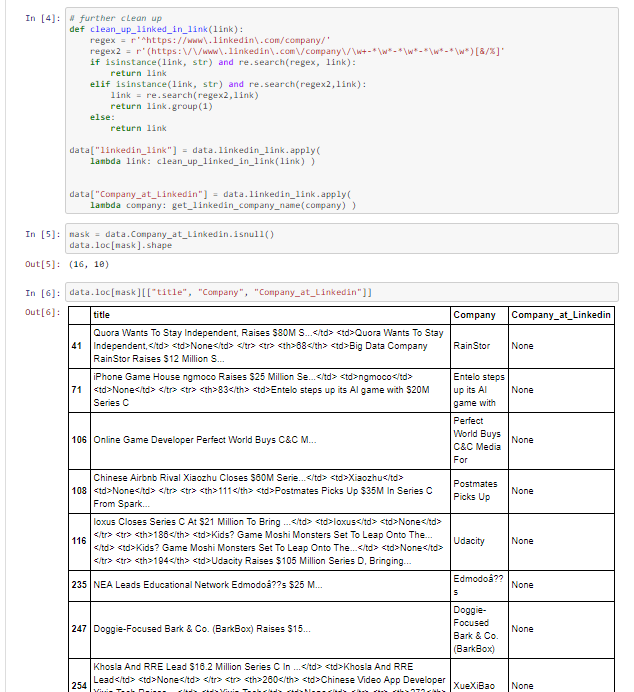 In [4]: # further clean up
def clean_up_linked_in_link(link):
regex = r'^https://www\.linkedin\.com/company/'
regex2 = r'(https:\/\/www\.linkedin\.com\/company\/\w+-*\w*-*\w*-*\w*-*\w*)[&/%]'
if isinstance(link, str) and re.search(regex, link):
return link
elif isinstance(link, str) and re.search(regex2,link):
link = re.search(regex2,link)
return link.group(1)
else:
return link
data["linkedin_link"] = data.linkedin_link.apply(
lambda link: clean_up_linked_in_link(link) )
data["Company_at_Linkedin"] = data.linkedin_link.apply(
lambda company: get_linkedin_company_name(company) )
In [5]: mask = data.Company_at_Linkedin.isnull()
data.loc[mask].shape
Out[5]: (16, 10)
In [6]: data.loc[mask][["title", "Company", "Company_at_Linkedin"]]
Out[6]:
title Company Company_at_Linkedin
41 Quora Wants To Stay Independent, Raises $80M S...</td> <td>Quora Wants To Stay
Independent,</td> <td>None</td> </tr> <tr> <th>68</th> <td>Big Data Company
RainStor Raises $12 Million S... RainStor None
71 iPhone Game House ngmoco Raises $25 Million Se...</td> <td>ngmoco</td>
<td>None</td> </tr> <tr> <th>83</th> <td>Entelo steps up its AI game with $20M
Series C
Entelo steps
up its AI
game with
None
106 Online Game Developer Perfect World Buys C&C M...
Perfect
World Buys
C&C Media
For
None
108 Chinese Airbnb Rival Xiaozhu Closes $60M Serie...</td> <td>Xiaozhu</td>
<td>None</td> </tr> <tr> <th>111</th> <td>Postmates Picks Up $35M In Series C
From Spark...
Postmates
Picks Up
None
116 Ioxus Closes Series C At $21 Million To Bring ...</td> <td>Ioxus</td> <td>None</td>
</tr> <tr> <th>186</th> <td>Kids? Game Moshi Monsters Set To Leap Onto The...
</td> <td>Kids? Game Moshi Monsters Set To Leap Onto The...</td> <td>None</td>
</tr> <tr> <th>194</th> <td>Udacity Raises $105 Million Series D, Bringing...
Udacity
None
235 NEA Leads Educational Network Edmodoâ??s $25 M...
Edmodoâ??
s
None
247 Doggie-Focused Bark & Co. (BarkBox) Raises $15...
Doggie-
Focused
Bark & Co.
(BarkBox)
None
254 Khosla And RRE Lead $16.2 Million Series C In ...</td> <td>Khosla And RRE
Lead</td> <td>None</td> </tr> <tr> <th>260</th> <td>Chinese Video App Developer
XueXiBao
None